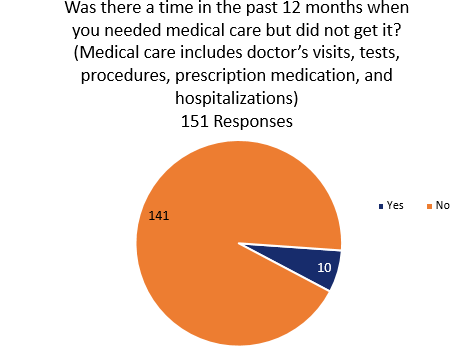 Was there a time in the past 12 months when
you needed medical care but did not get it?
(Medical care includes doctor's visits, tests,
procedures, prescription medication, and
hospitalizations)
151 Responses
141
Yes
No
10